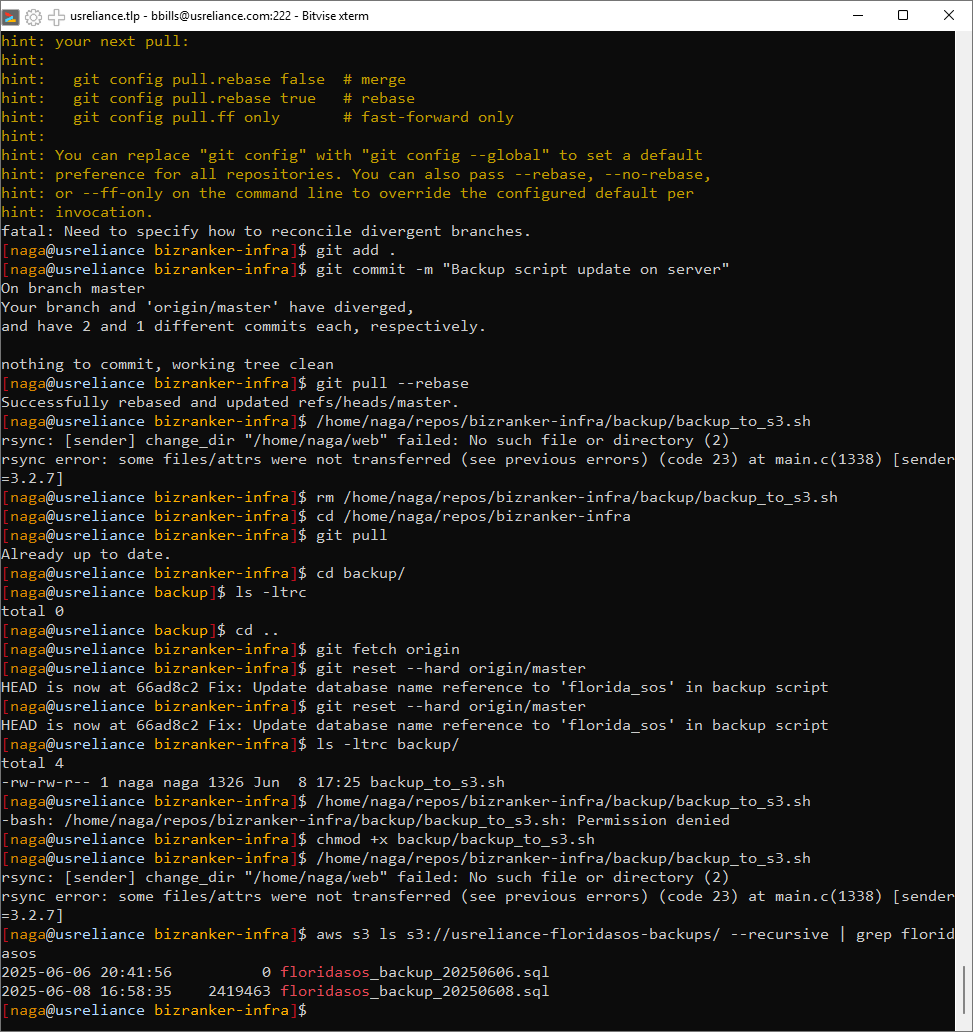 usreliance.tlp - bbills@usreliance.com:222 - Bitvise xterm
hint: your next pull:
hint:
hint:   git config pull.rebase false  # merge
hint:   git config pull.rebase true   # rebase
hint:   git config pull.ff only       # fast-forward only
hint:
hint: You can replace "git config" with "git config --global" to set a default
hint: preference for all repositories. You can also pass --rebase, --no-rebase,
hint: or --ff-only on the command line to override the configured default per
hint: invocation.
fatal: Need to specify how to reconcile divergent branches.
[naga@usreliance bizranker-infra]$ git add .
[naga@usreliance bizranker-infra]$ git commit -m "Backup script update on server"
On branch master
Your branch and 'origin/master' have diverged,
and have 2 and 1 different commits each, respectively.

nothing to commit, working tree clean
[naga@usreliance bizranker-infra]$ git pull --rebase
Successfully rebased and updated refs/heads/master.
[naga@usreliance bizranker-infra]$ /home/naga/repos/bizranker-infra/backup/backup_to_s3.sh
rsync: [sender] change_dir "/home/naga/web" failed: No such file or directory (2)
rsync error: some files/attrs were not transferred (see previous errors) (code 23) at main.c(1338) [sender
=3.2.7]
[naga@usreliance bizranker-infra]$ rm /home/naga/repos/bizranker-infra/backup/backup_to_s3.sh
[naga@usreliance bizranker-infra]$ cd /home/naga/repos/bizranker-infra
[naga@usreliance bizranker-infra]$ git pull
Already up to date.
[naga@usreliance bizranker-infra]$ cd backup/
[naga@usreliance backup]$ ls -ltrc
total 0
[naga@usreliance backup]$ cd ..
[naga@usreliance bizranker-infra]$ git fetch origin
[naga@usreliance bizranker-infra]$ git reset --hard origin/master
HEAD is now at 66ad8c2 Fix: Update database name reference to 'florida_sos' in backup script
[naga@usreliance bizranker-infra]$ git reset --hard origin/master
HEAD is now at 66ad8c2 Fix: Update database name reference to 'florida_sos' in backup script
[naga@usreliance bizranker-infra]$ ls -ltrc backup/
total 4
-rw-rw-r-- 1 naga naga 1326 Jun  8 17:25 backup_to_s3.sh
[naga@usreliance bizranker-infra]$ /home/naga/repos/bizranker-infra/backup/backup_to_s3.sh
-bash: /home/naga/repos/bizranker-infra/backup/backup_to_s3.sh: Permission denied
[naga@usreliance bizranker-infra]$ chmod +x backup/backup_to_s3.sh
[naga@usreliance bizranker-infra]$ /home/naga/repos/bizranker-infra/backup/backup_to_s3.sh
rsync: [sender] change_dir "/home/naga/web" failed: No such file or directory (2)
rsync error: some files/attrs were not transferred (see previous errors) (code 23) at main.c(1338) [sender
=3.2.7]
[naga@usreliance bizranker-infra]$ aws s3 ls s3://usreliance-floridasos-backups/ --recursive | grep florid
asos
2025-06-06 20:41:56          0 floridasos_backup_20250606.sql
2025-06-08 16:58:35    2419463 floridasos_backup_20250608.sql
[naga@usreliance bizranker-infra]$